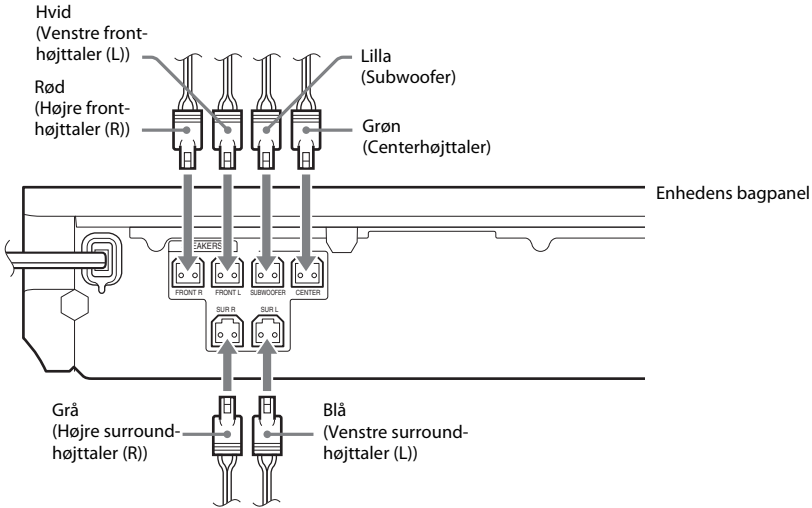 Hvid
(Venstre front-
højttaler (L))
Rød
(Højre front-
højttaler (R))
Lilla
(Subwoofer)
Grøn
(Centerhøjttaler)
Enhedens bagpanel
FRONT R
FRONT L
SUBWOOFER
CENTER
SUR R
SUR L
Grå
(Højre surround-
højttaler (R))
Blå
(Venstre surround-
højttaler (L))